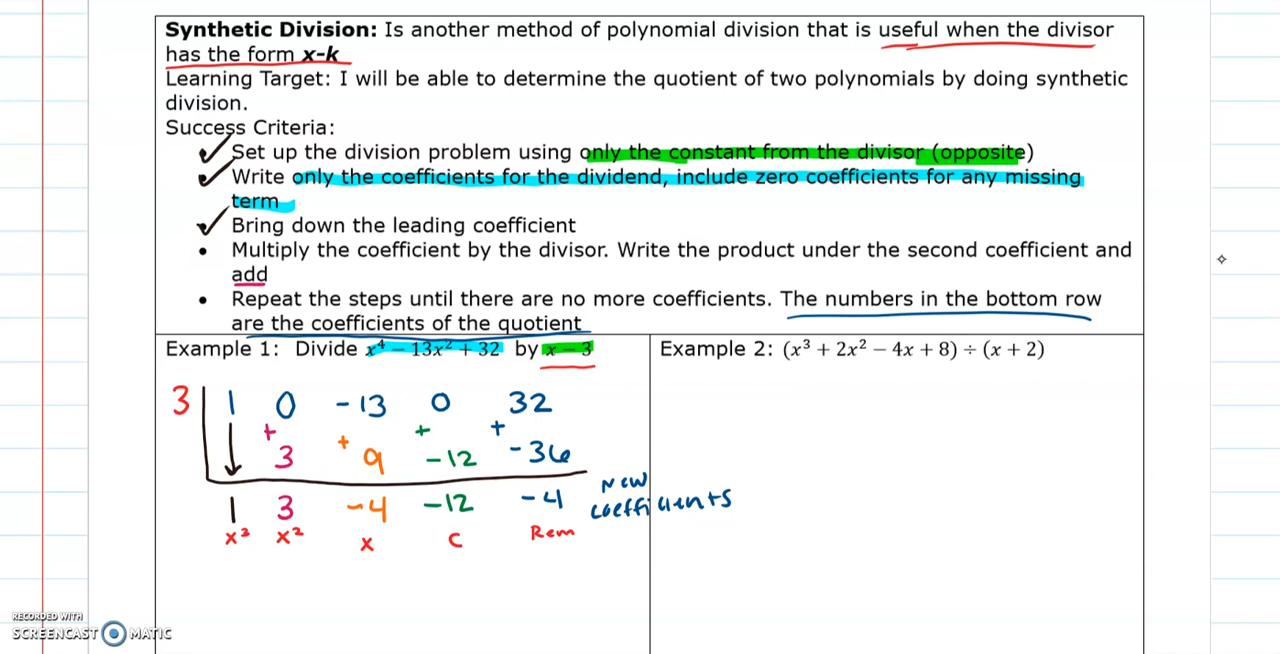 Synthetic Division: Is another method of polynomial division that is useful when the divisor
has the form x-k
Learning Target: I will be able to determine the quotient of two polynomials by doing synthetic
division.
Success Criteria:
Set up the division problem using only the constant from the divisor (opposite)
Write only the coefficients for the dividend, include zero coefficients for any missing
term
Bring down the leading coefficient
• Multiply the coefficient by the divisor. Write the product under the second coefficient and
add
• Repeat the steps until there are no more coefficients. The numbers in the bottom row
are the coefficients of the quotient
Example 1: Divide x⁴ − 13x² + 32 by x − 3
3 1 0 -13 0 32
+ + + +
3 9 -12 -36
1 3 -4 -12 -4
New
coefficients
x³ x² x c Rem
Example 2: (x³ + 2x² − 4x + 8) ÷ (x + 2)
RECORDED WITH
SCREENCAST MATIC